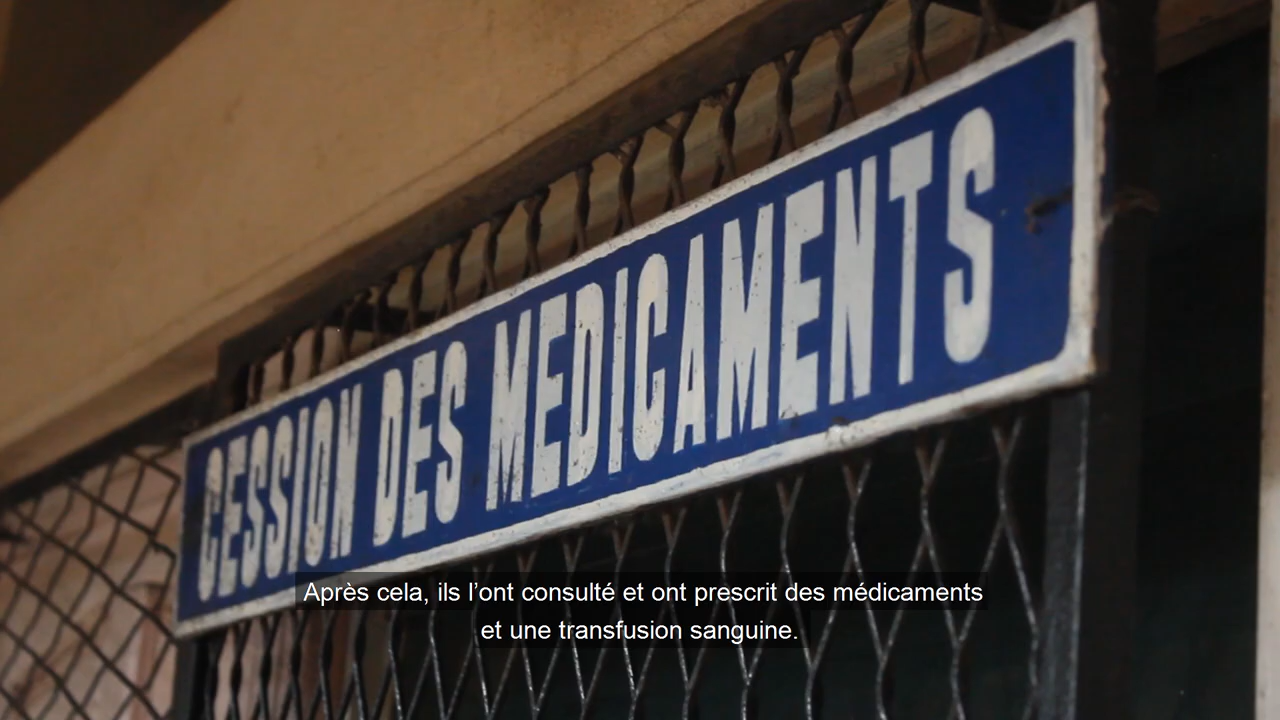 CESSION DES MEDICAMENTS
Après cela, ils l’ont consulté et ont prescrit des médicaments
et une transfusion sanguine.